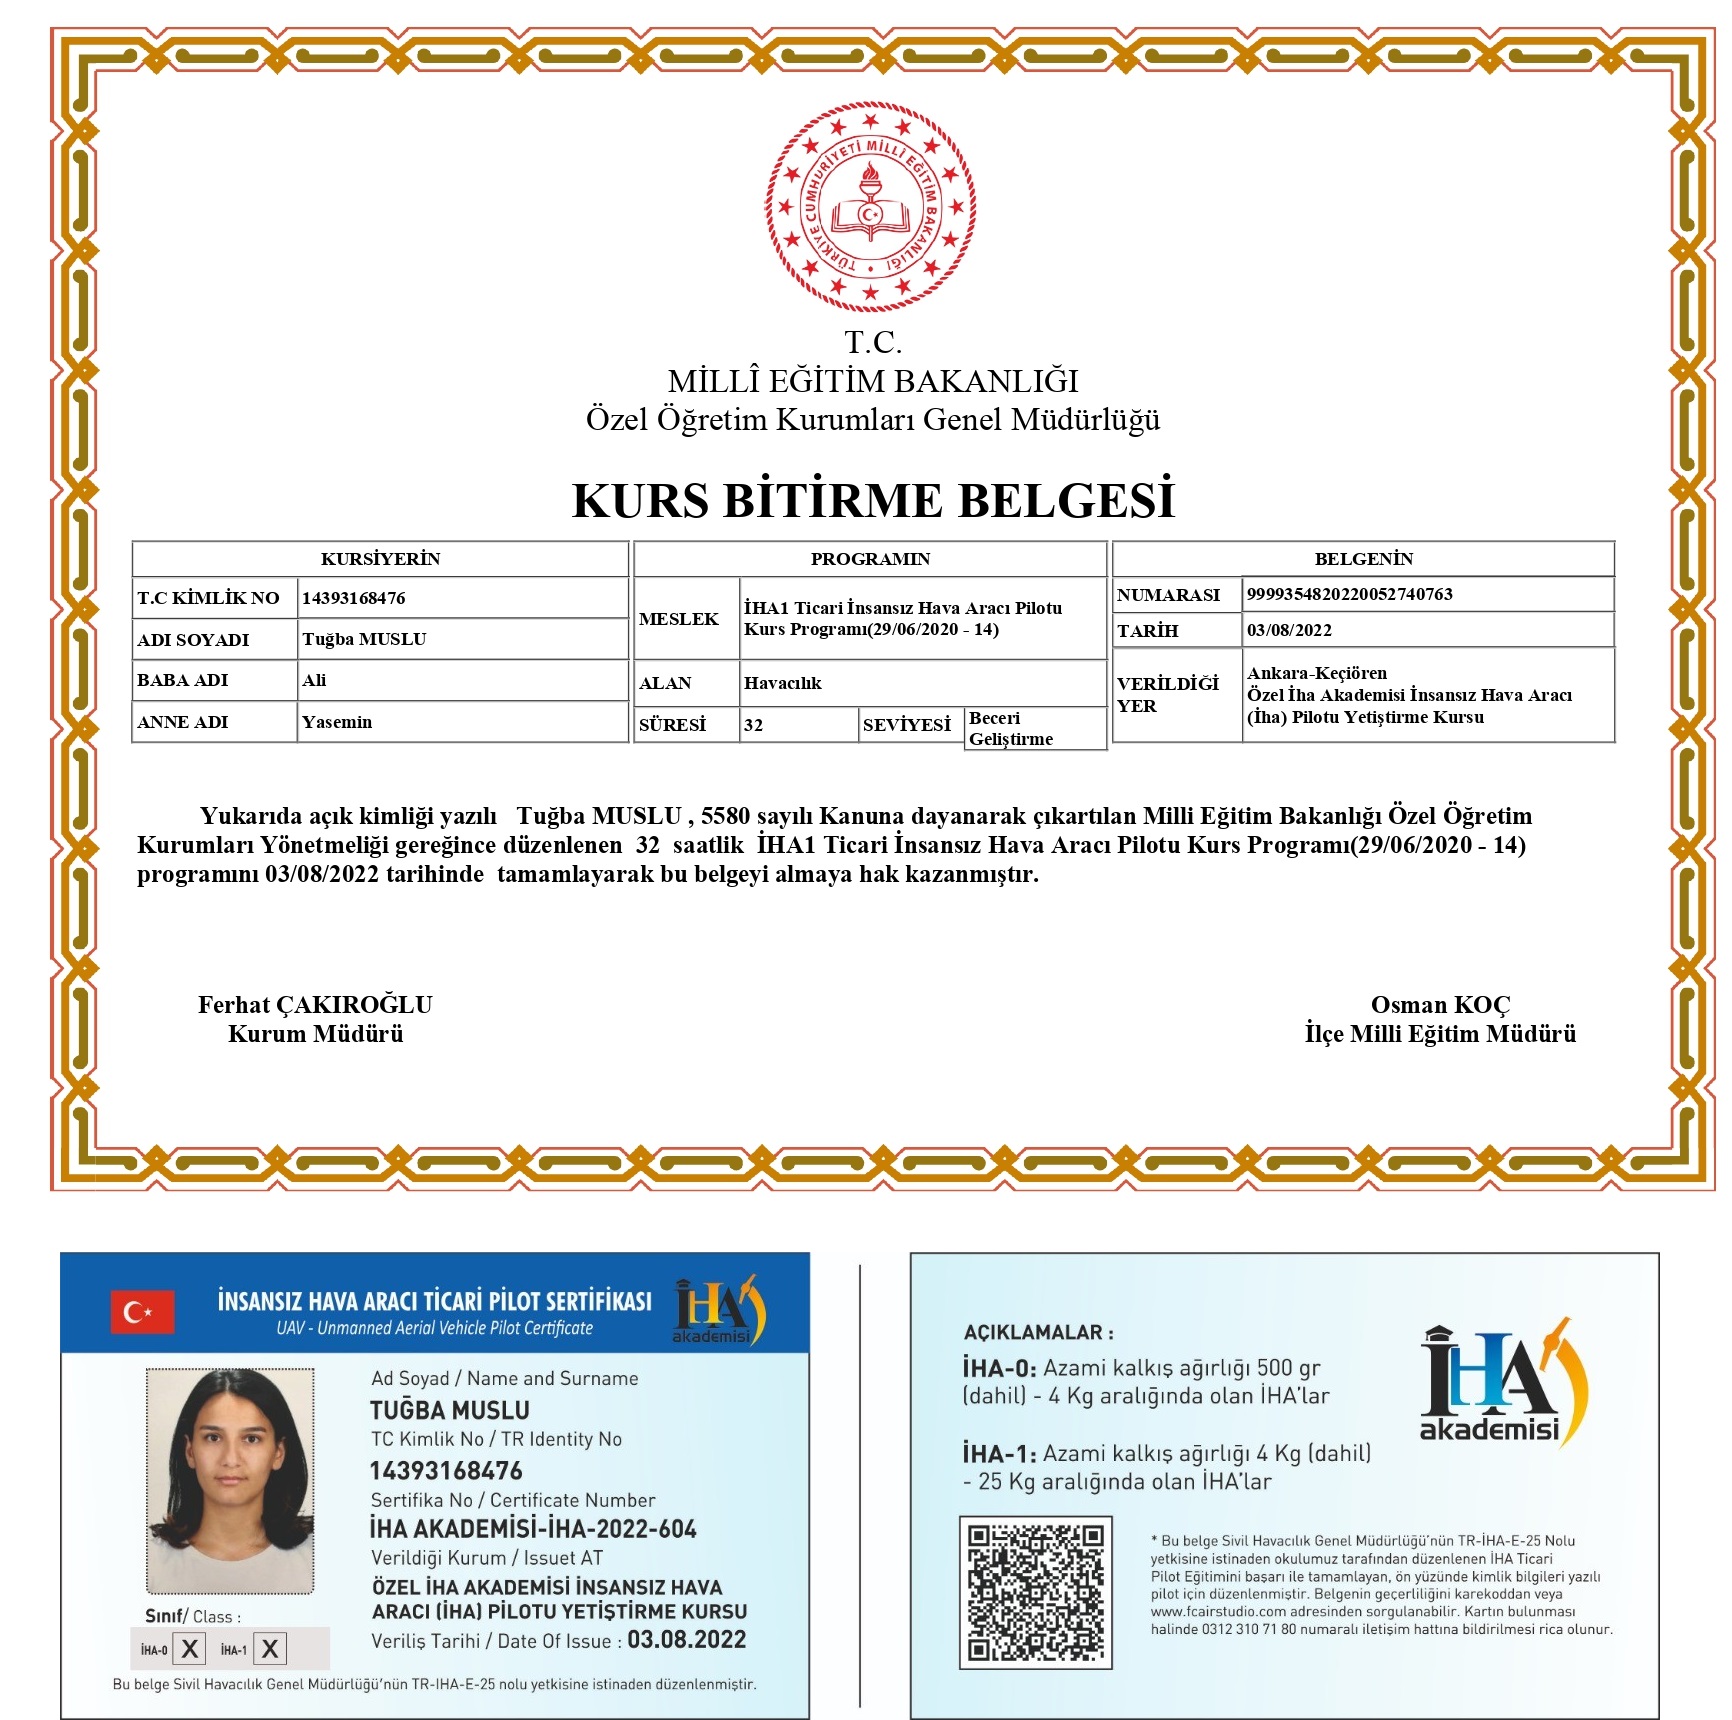 TÜRKİYE CUMHURİYETİ MİLLİ EĞİTİM BAKANLIĞI
T.C.
MİLLÎ EĞİTİM BAKANLIĞI
Özel Öğretim Kurumları Genel Müdürlüğü
KURS BİTİRME BELGESİ
KURSİYERİN
T.C KİMLİK NO 14393168476
ADI SOYADI Tuğba MUSLU
BABA ADI Ali
ANNE ADI Yasemin
PROGRAMIN
MESLEK İHA1 Ticari İnsansız Hava Aracı Pilotu
Kurs Programı(29/06/2020 - 14)
ALAN Havacılık
SÜRESİ 32 SEVİYESİ Beceri
Geliştirme
BELGENİN
NUMARASI 9999354820220052740763
TARİH 03/08/2022
VERİLDİĞİ
YER
Ankara-Keçiören
Özel İha Akademisi İnsansız Hava Aracı
(İha) Pilotu Yetiştirme Kursu
Yukarıda açık kimliği yazılı Tuğba MUSLU , 5580 sayılı Kanuna dayanarak çıkartılan Milli Eğitim Bakanlığı Özel Öğretim
Kurumları Yönetmeliği gereğince düzenlenen 32 saatlik İHA1 Ticari İnsansız Hava Aracı Pilotu Kurs Programı(29/06/2020 - 14)
programını 03/08/2022 tarihinde tamamlayarak bu belgeyi almaya hak kazanmıştır.
Ferhat ÇAKIROĞLU
Kurum Müdürü
Osman KOÇ
İlçe Milli Eğitim Müdürü
İNSANSIZ HAVA ARACI TİCARİ PİLOT SERTİFİKASI
UAV - Unmanned Aerial Vehicle Pilot Certificate
İHA
akademisi
Ad Soyad / Name and Surname
TUĞBA MUSLU
TC Kimlik No / TR Identity No
14393168476
Sertifika No / Certificate Number
İHA AKADEMİSİ-İHA-2022-604
Verildiği Kurum / Issuet AT
ÖZEL İHA AKADEMİSİ İNSANSIZ HAVA
ARACI (İHA) PİLOTU YETİŞTİRME KURSU
Veriliş Tarihi / Date Of Issue : 03.08.2022
Sınıf/ Class :
İHA-0 X İHA-1 X
Bu belge Sivil Havacılık Genel Müdürlüğü'nün TR-IHA-E-25 nolu yetkisine istinaden düzenlenmiştir.
AÇIKLAMALAR :
İHA-0: Azami kalkış ağırlığı 500 gr
(dahil) - 4 Kg aralığında olan İHA'lar
İHA-1: Azami kalkış ağırlığı 4 Kg (dahil)
- 25 Kg aralığında olan İHA'lar
İHA
akademisi
* Bu belge Sivil Havacılık Genel Müdürlüğü'nün TR-İHA-E-25 Nolu
yetkisine istinaden okulumuz tarafından düzenlenen İHA Ticari
Pilot Eğitimini başarı ile tamamlayan, ön yüzünde kimlik bilgileri yazılı
pilot için düzenlenmiştir. Belgenin geçerliliğini karekoddan veya
www.fcairstudio.com adresinden sorgulanabilir. Kartın bulunması
halinde 0312 310 71 80 numaralı iletişim hattına bildirilmesi rica olunur.